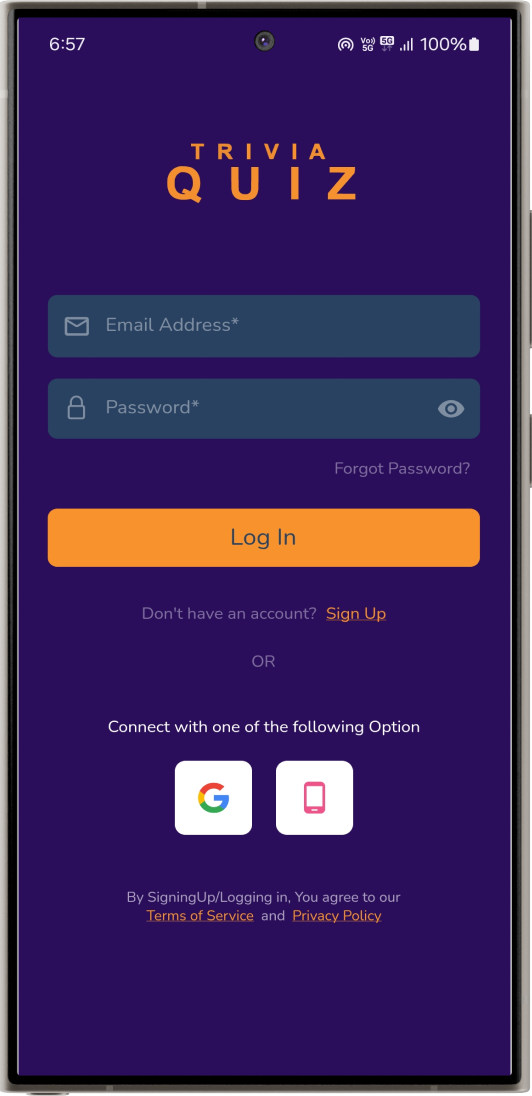 6:57 Vo)) 5G 5G 100%
TRIVIA
QUIZ
Email Address*
Password*
Forgot Password?
Log In
Don't have an account? Sign Up
OR
Connect with one of the following Option
G
By SigningUp/Logging in, You agree to our
Terms of Service and Privacy Policy